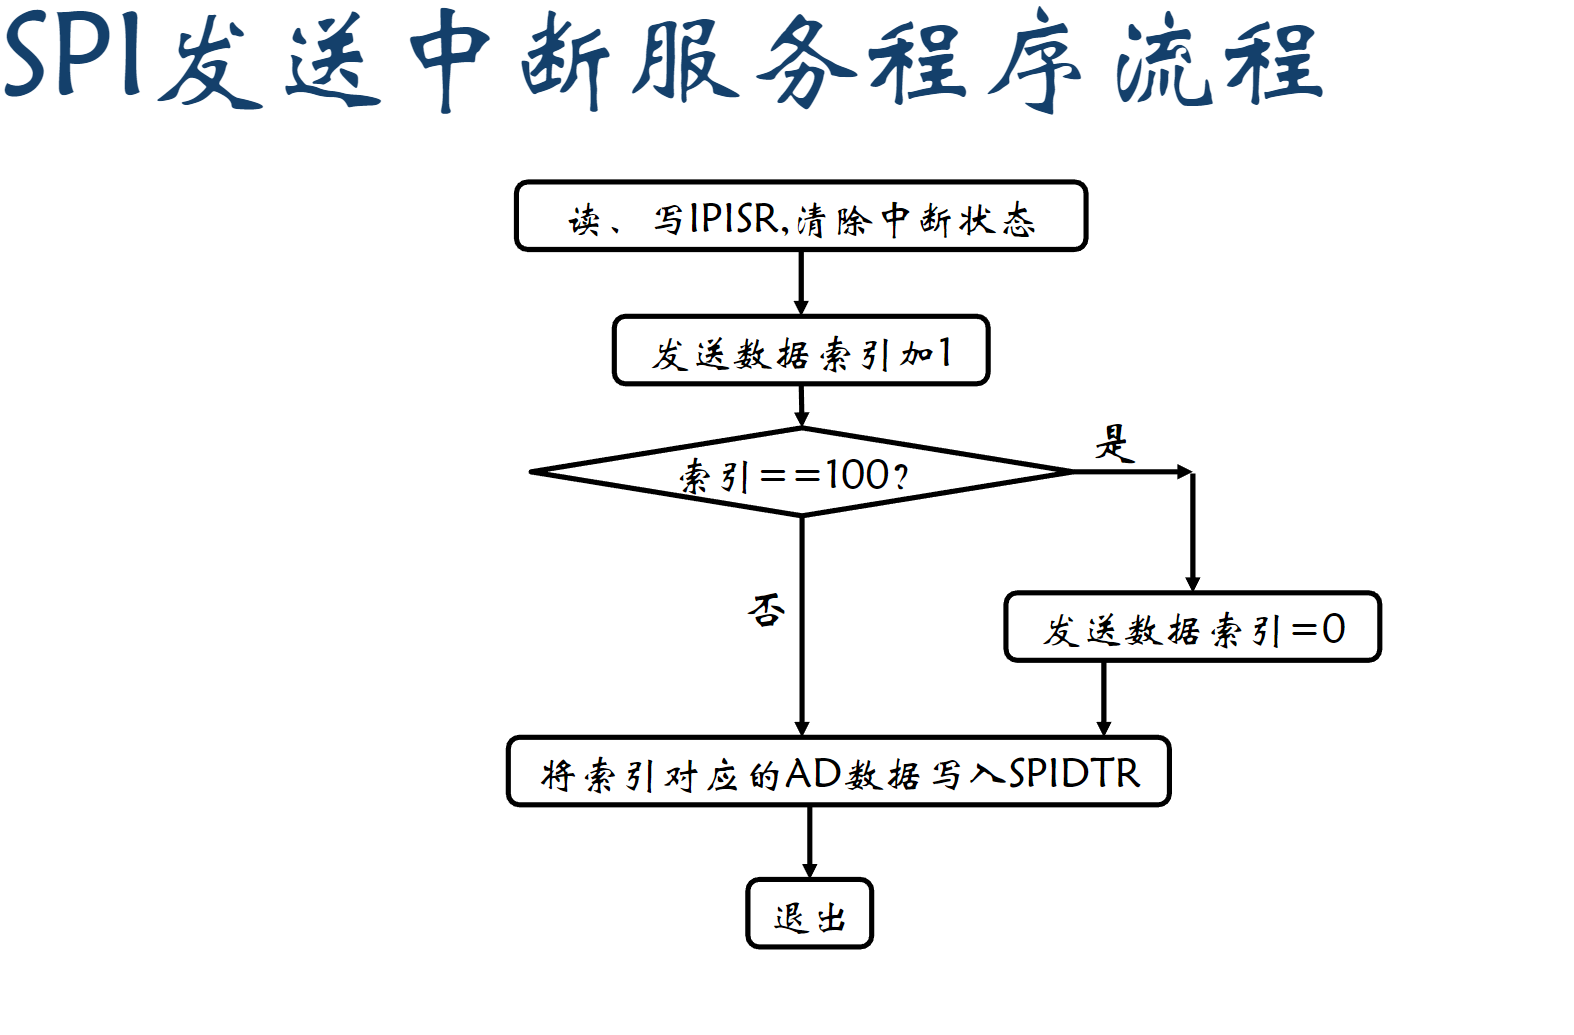 SPI发送中断服务程序流程
读、写IPISR,清除中断状态
发送数据索引加1
索引==100?
是
否
发送数据索引=0
将索引对应的AD数据写入SPIDTR
退出